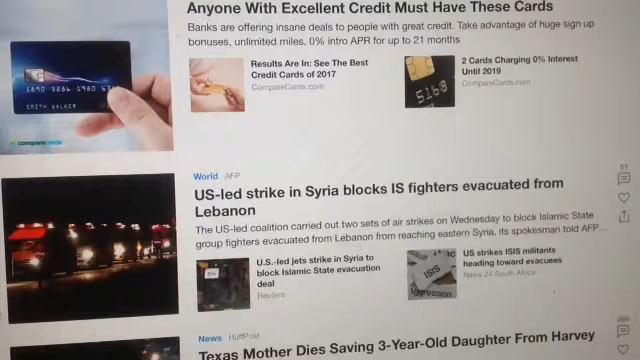 Anyone With Excellent Credit Must Have These Cards
Banks are offering insane deals to people with great credit. Take advantage of huge sign up
bonuses, unlimited miles, 0% intro APR for up to 21 months
Results Are In: See The Best
Credit Cards of 2017
CompareCards.com
2 Cards Charging 0% Interest
Until 2019
CompareCards.com
SMITH WALKER
comparecards
5168
World AFP
US-led strike in Syria blocks IS fighters evacuated from
Lebanon
The US-led coalition carried out two sets of air strikes on Wednesday to block Islamic State
group fighters evacuated from Lebanon from reaching eastern Syria, its spokesman told AFP...
U.S.-led jets strike in Syria to
block Islamic State evacuation
deal
Reuters
ISIS
aggression
US strikes ISIS militants
heading toward evacuees
News 24 South Africa
51
News HuffPost
Texas Mother Dies Saving 3-Year-Old Daughter From Harvey